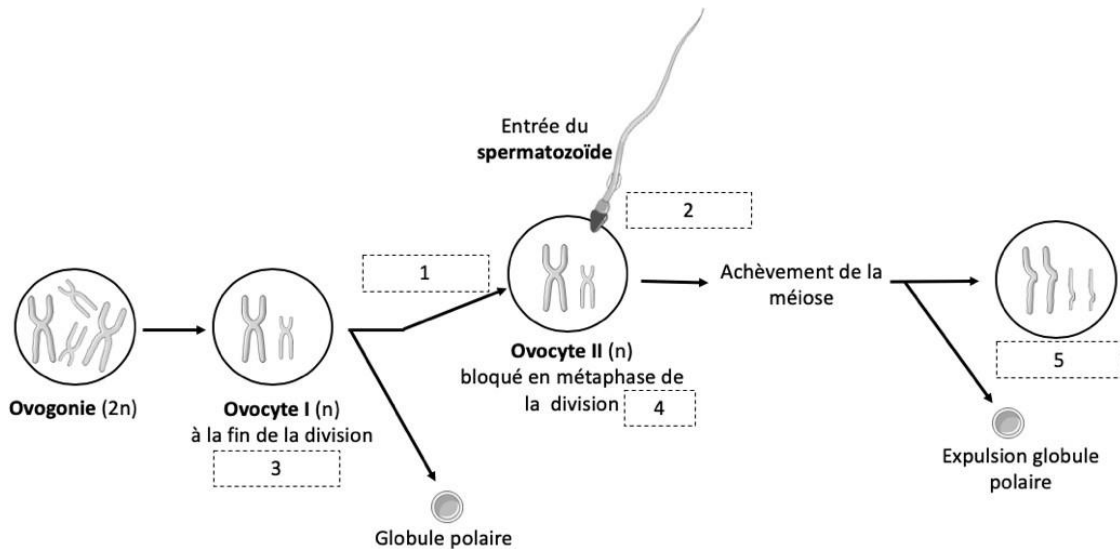 Entrée du
spermatozoïde
2
1
Achèvement de la
méiose
Ovogonie (2n)
Ovocyte I (n)
à la fin de la division
3
Ovocyte II (n)
bloqué en métaphase de
la division 4
5
Globule polaire
Expulsion globule
polaire